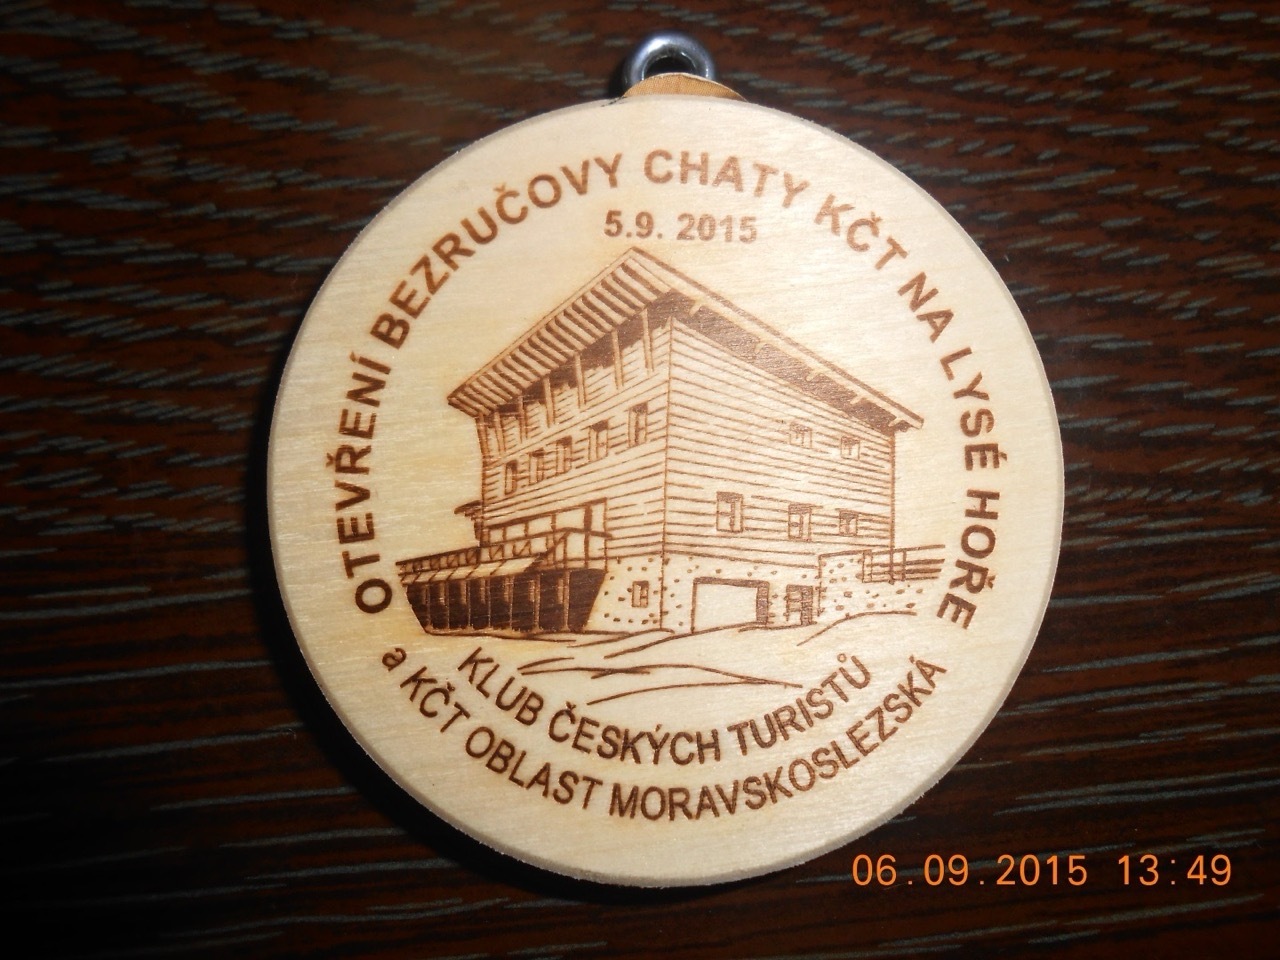 OTEVŘENÍ BEZRUČOVY CHATY KČT NA LYSÉ HOŘE
5.9. 2015
KLUB ČESKÝCH TURISTŮ
a KČT OBLAST MORAVSKOSLEZSKÁ
06.09.2015 13:49